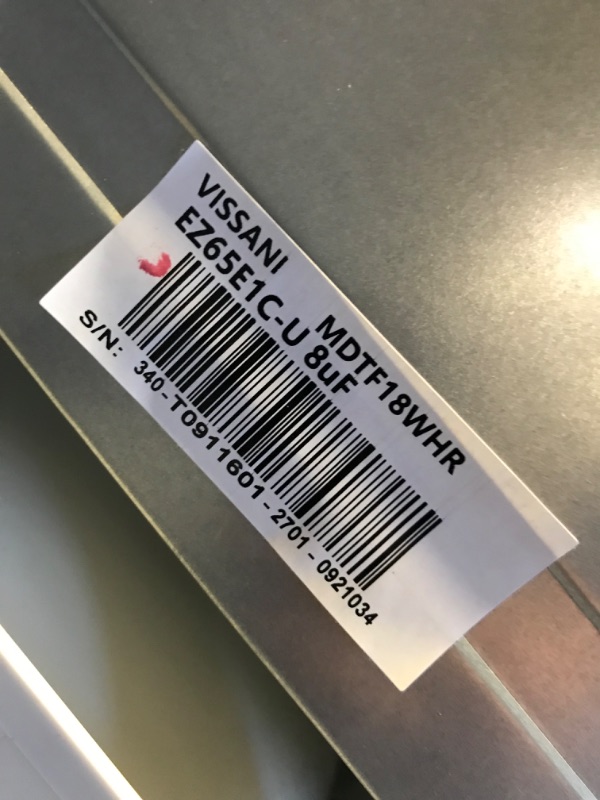 VISSANI MDTF18WHR
EZ65E1C-U 8uF
S/N: 340-T0911601-2701-0921034